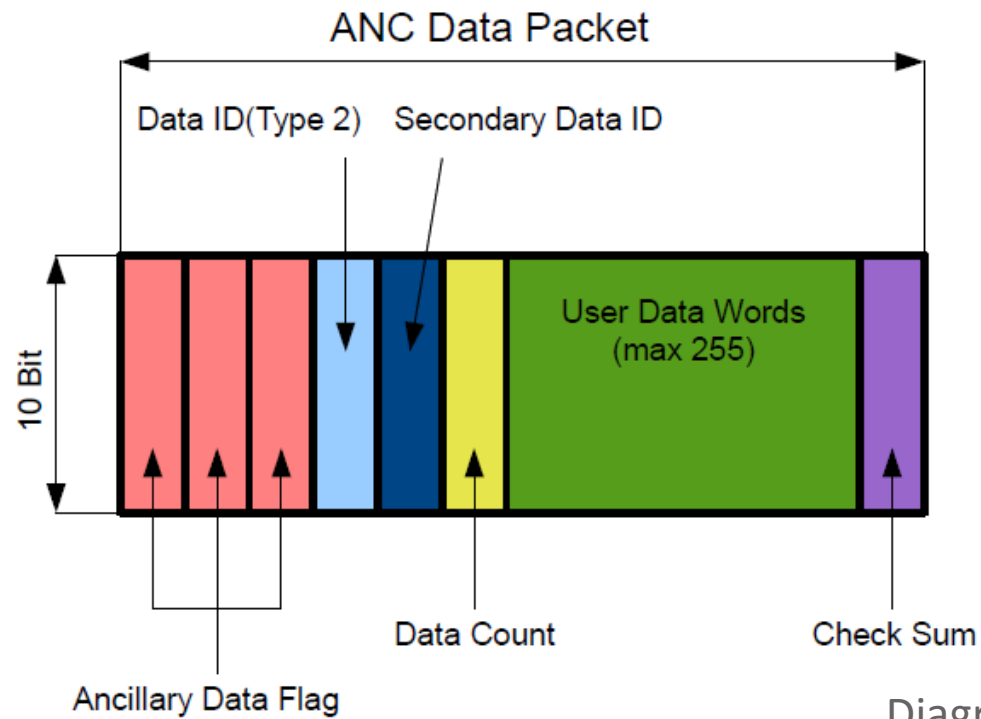 ANC Data Packet
Data ID(Type 2) Secondary Data ID
10 Bit
User Data Words
(max 255)
Data Count
Check Sum
Ancillary Data Flag